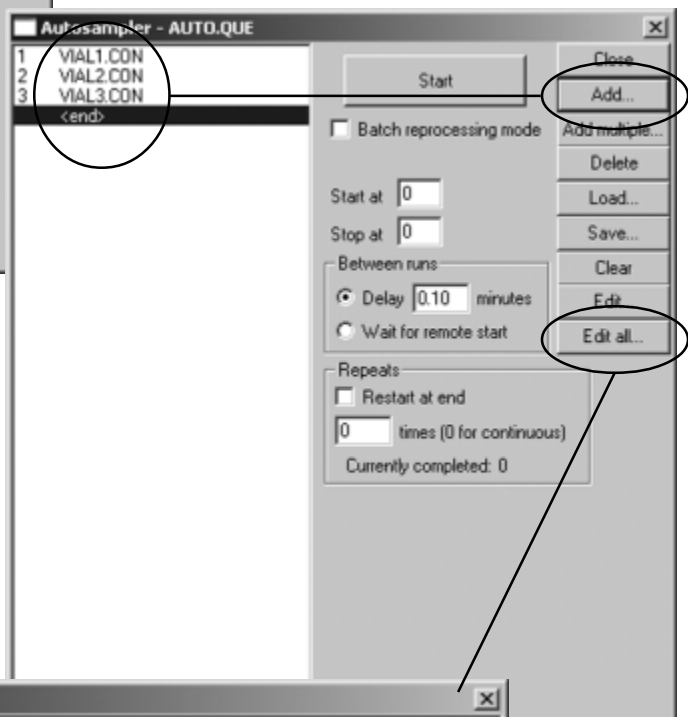 Autosampler - AUTO.QUE
1 VIAL1.CON
2 VIAL2.CON
3 VIAL3.CON
<end>
Start
Batch reprocessing mode
Start at 0
Stop at 0
Between runs
Delay 0.10 minutes
Wait for remote start
Repeats
Restart at end
0 times (0 for continuous)
Currently completed: 0
Close
Add...
Add multiple...
Delete
Load...
Save...
Clear
Edit...
Edit all...